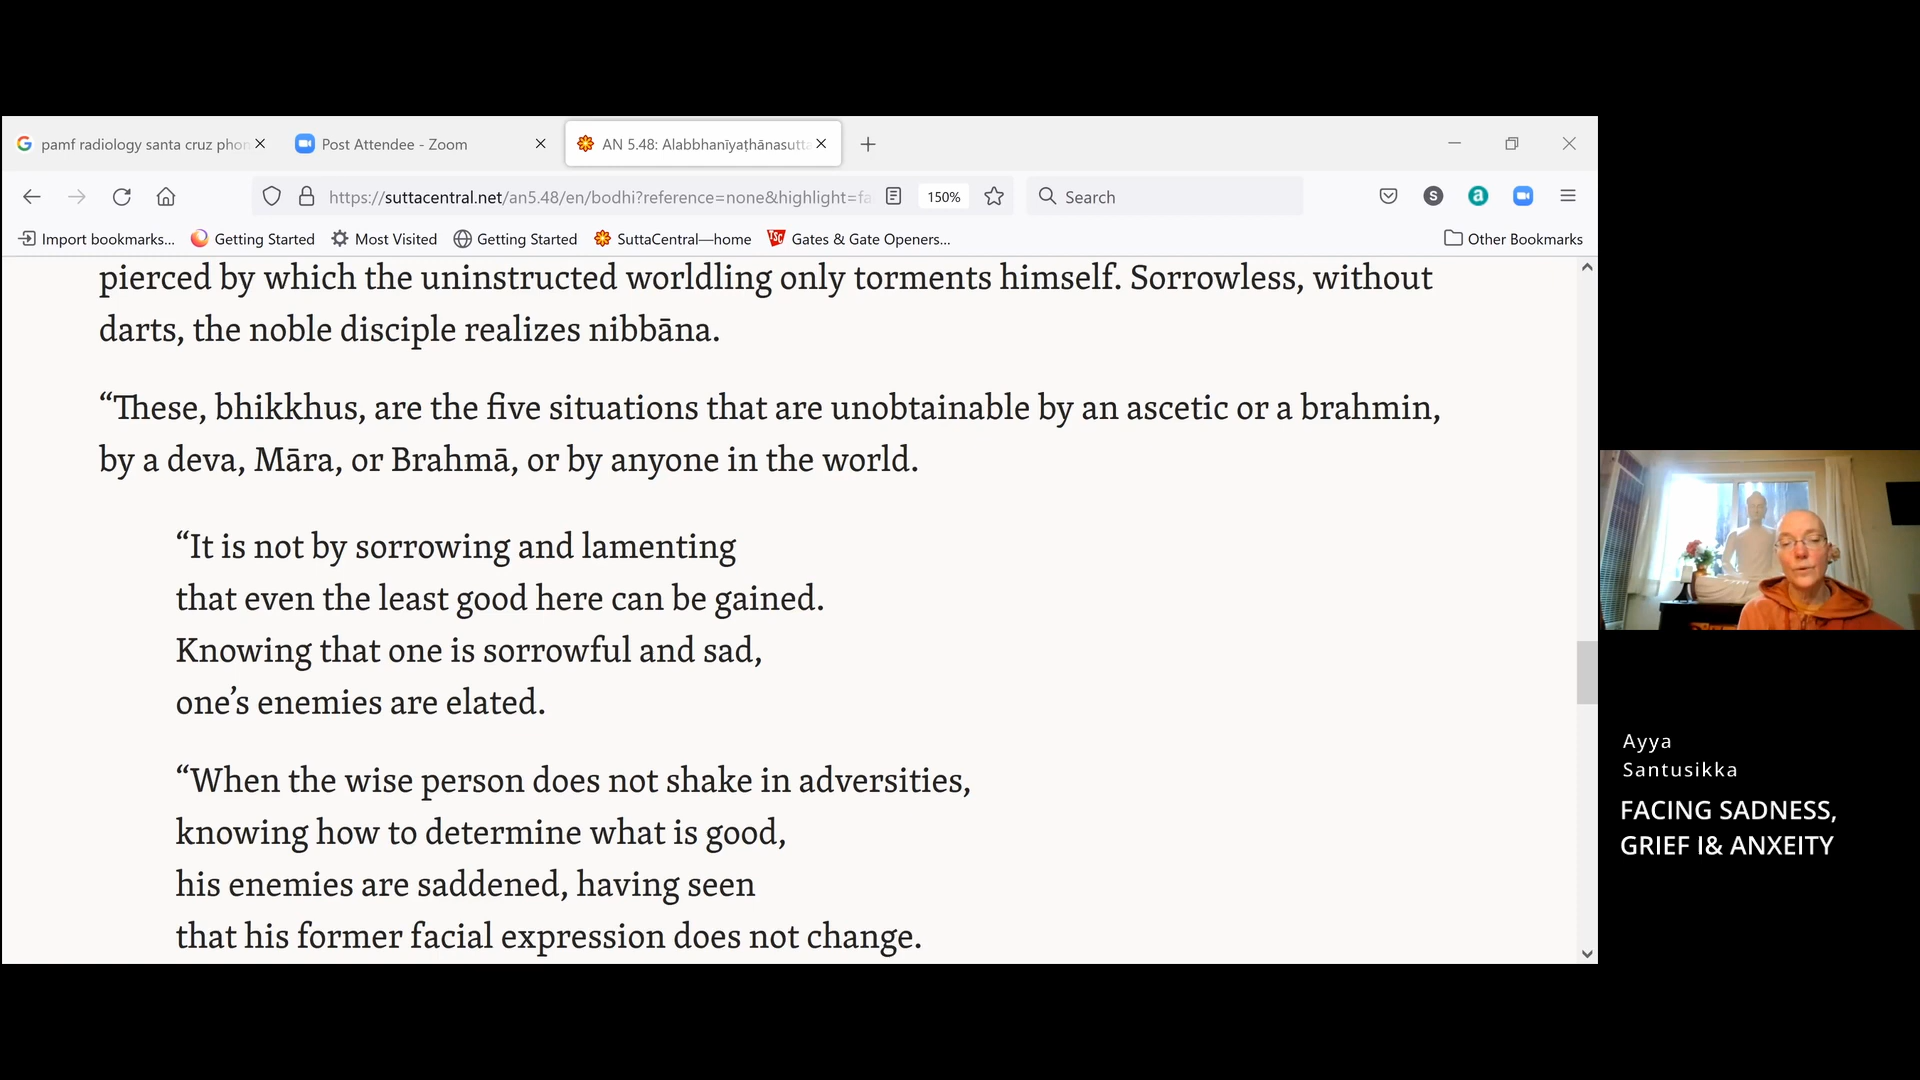 pamf radiology santa cruz phon
Post Attendee - Zoom
AN 5.48: Alabbhanīyaṭhānasutta
https://suttacentral.net/an5.48/en/bodhi?reference=none&highlight=fa
150%
Search
S
a
Import bookmarks...
Getting Started
Most Visited
Getting Started
SuttaCentral—home
TSC
Gates & Gate Openers...
Other Bookmarks
pierced by which the uninstructed worldling only torments himself. Sorrowless, without
darts, the noble disciple realizes nibbāna.
“These, bhikkhus, are the five situations that are unobtainable by an ascetic or a brahmin,
by a deva, Māra, or Brahmā, or by anyone in the world.
“It is not by sorrowing and lamenting
that even the least good here can be gained.
Knowing that one is sorrowful and sad,
one’s enemies are elated.
“When the wise person does not shake in adversities,
knowing how to determine what is good,
his enemies are saddened, having seen
that his former facial expression does not change.
Ayya
Santusikka
FACING SADNESS,
GRIEF I& ANXEITY